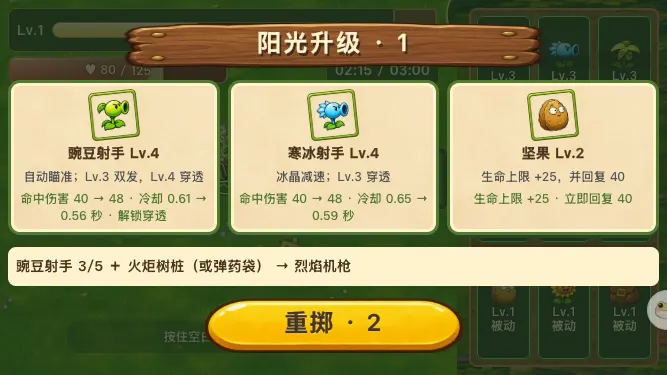 Lv.1
阳光升级 · 1
♥ 80 / 125
02:15 / 03:00
Lv.3
Lv.3
豌豆射手 Lv.4
自动瞄准；Lv.3 双发，Lv.4 穿透
命中伤害 40 → 48 · 冷却 0.61 →
0.56 秒 · 解锁穿透
寒冰射手 Lv.4
冰晶减速；Lv.3 穿透
命中伤害 40 → 48 · 冷却 0.65 →
0.59 秒
坚果 Lv.2
生命上限 +25，并回复 40
生命上限 +25 · 立即回复 40
豌豆射手 3/5 + 火炬树桩（或弹药袋） → 烈焰机枪
重掷 · 2
按住空白
Lv.1
被动
Lv.1
被动
Lv.1
被动